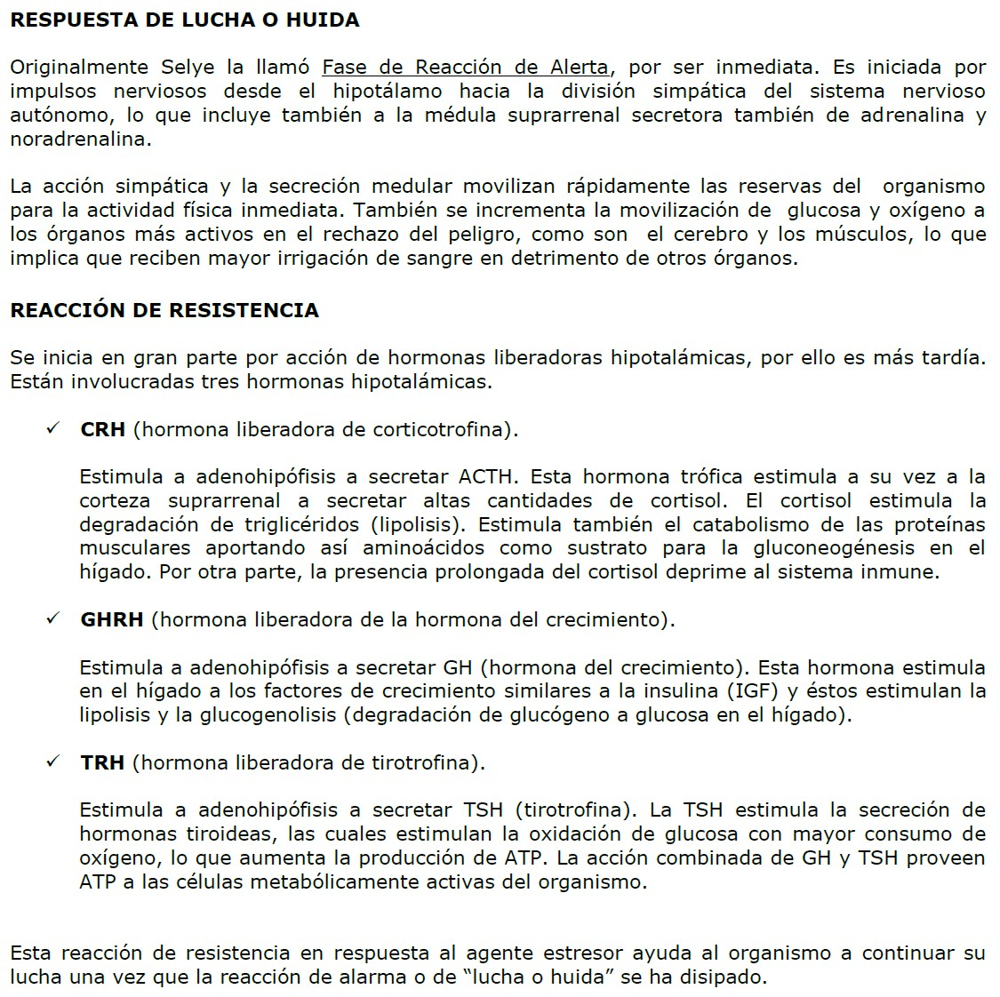 RESPUESTA DE LUCHA O HUIDA
Originalmente Selye la llamó Fase de Reacción de Alerta, por ser inmediata. Es iniciada por
impulsos nerviosos desde el hipotálamo hacia la división simpática del sistema nervioso
autónomo, lo que incluye también a la médula suprarrenal secretora también de adrenalina y
noradrenalina.
La acción simpática y la secreción medular movilizan rápidamente las reservas del organismo
para la actividad física inmediata. También se incrementa la movilización de glucosa y oxígeno a
los órganos más activos en el rechazo del peligro, como son el cerebro y los músculos, lo que
implica que reciben mayor irrigación de sangre en detrimento de otros órganos.
REACCIÓN DE RESISTENCIA
Se inicia en gran parte por acción de hormonas liberadoras hipotalámicas, por ello es más tardía.
Están involucradas tres hormonas hipotalámicas.
✓ CRH (hormona liberadora de corticotrofina).
Estimula a adenohipófisis a secretar ACTH. Esta hormona trófica estimula a su vez a la
corteza suprarrenal a secretar altas cantidades de cortisol. El cortisol estimula la
degradación de triglicéridos (lipolisis). Estimula también el catabolismo de las proteínas
musculares aportando así aminoácidos como sustrato para la gluconeogénesis en el
hígado. Por otra parte, la presencia prolongada del cortisol deprime al sistema inmune.
✓ GHRH (hormona liberadora de la hormona del crecimiento).
Estimula a adenohipófisis a secretar GH (hormona del crecimiento). Esta hormona estimula
en el hígado a los factores de crecimiento similares a la insulina (IGF) y éstos estimulan la
lipolisis y la glucogenolisis (degradación de glucógeno a glucosa en el hígado).
✓ TRH (hormona liberadora de tirotrofina).
Estimula a adenohipófisis a secretar TSH (tirotrofina). La TSH estimula la secreción de
hormonas tiroideas, las cuales estimulan la oxidación de glucosa con mayor consumo de
oxígeno, lo que aumenta la producción de ATP. La acción combinada de GH y TSH proveen
ATP a las células metabólicamente activas del organismo.
Esta reacción de resistencia en respuesta al agente estresor ayuda al organismo a continuar su
lucha una vez que la reacción de alarma o de “lucha o huida” se ha disipado.